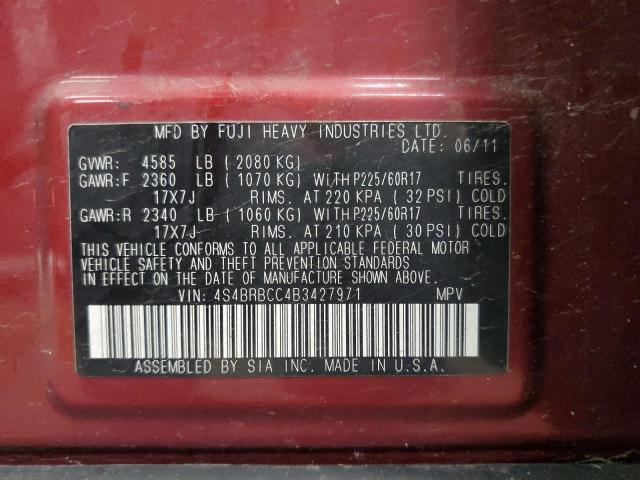 MFD BY FUJI HEAVY INDUSTRIES LTD.
DATE: 06/11
GVWR: 4585 LB ( 2080 KG)
GAWR:F 2360 LB ( 1070 KG) WITH P225/60R17 TIRES.
17X7J RIMS. AT 220 KPA ( 32 PSI) COLD
GAWR:R 2340 LB ( 1060 KG) WITH P225/60R17 TIRES.
17X7J RIMS. AT 210 KPA ( 30 PSI) COLD
THIS VEHICLE CONFORMS TO ALL APPLICABLE FEDERAL MOTOR
VEHICLE SAFETY AND THEFT PREVENTION STANDARDS IN EFFECT
ON THE DATE OF MANUFACTURE SHOWN ABOVE.
VIN: 4S4BRBCC4B3427971 MPV
ASSEMBLED BY SIA INC. MADE IN U.S.A.